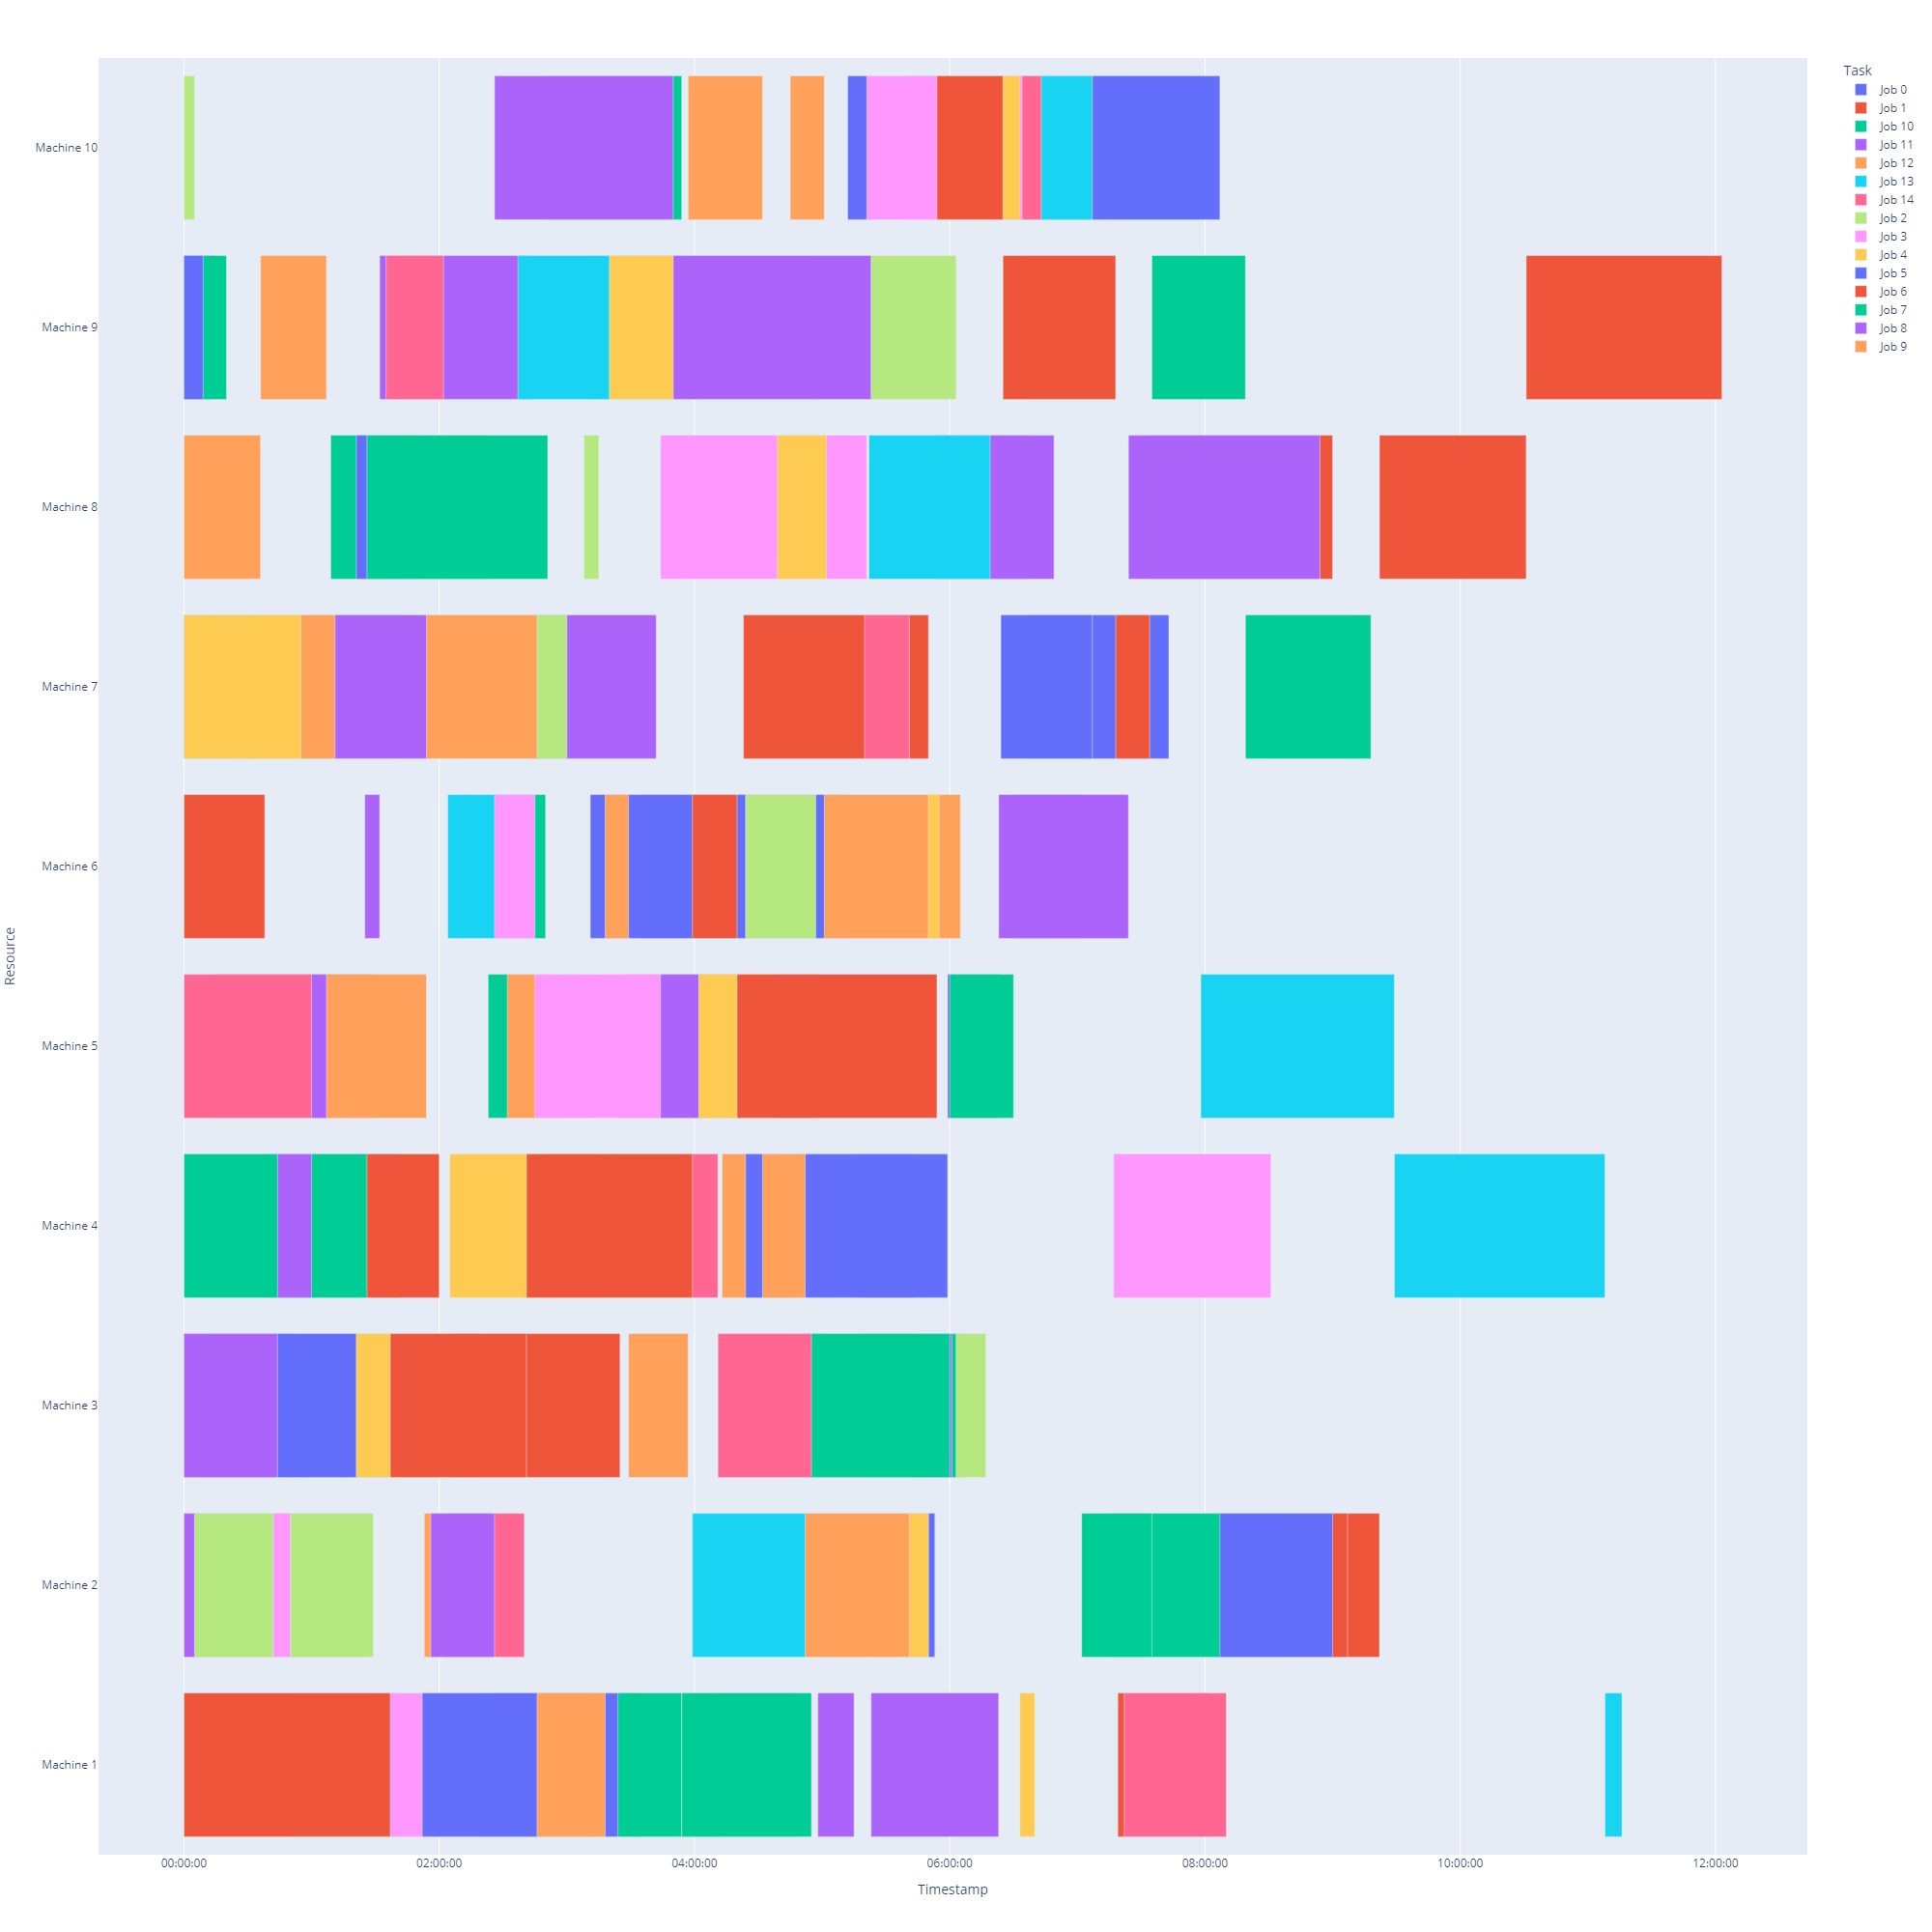 Task
Job 0
Job 1
Job 10
Job 11
Job 12
Job 13
Job 14
Job 2
Job 3
Job 4
Job 5
Job 6
Job 7
Job 8
Job 9
Machine 10
Machine 9
Machine 8
Machine 7
Machine 6
Machine 5
Machine 4
Machine 3
Machine 2
Machine 1
Resource
00:00:00 02:00:00 04:00:00 06:00:00 08:00:00 10:00:00 12:00:00
Timestamp